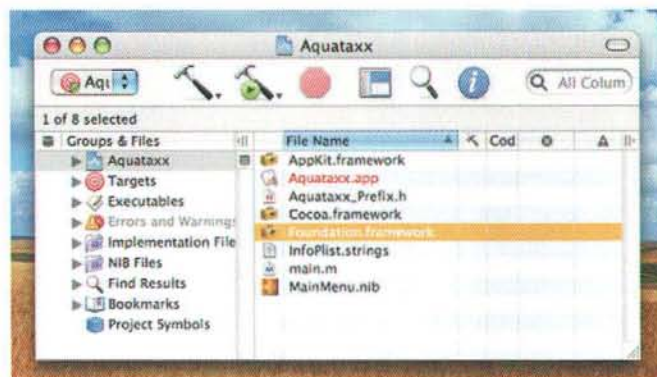 Aquataxx
Aqu
All Colum
1 of 8 selected
Groups & Files
File Name
Cod
Aquataxx
Targets
Executables
Errors and Warning
Implementation File
NIB Files
Find Results
Bookmarks
Project Symbols
AppKit.framework
Aquataxx.app
Aquataxx_Prefix.h
Cocoa.framework
Foundation.framework
InfoPlist.strings
main.m
MainMenu.nib